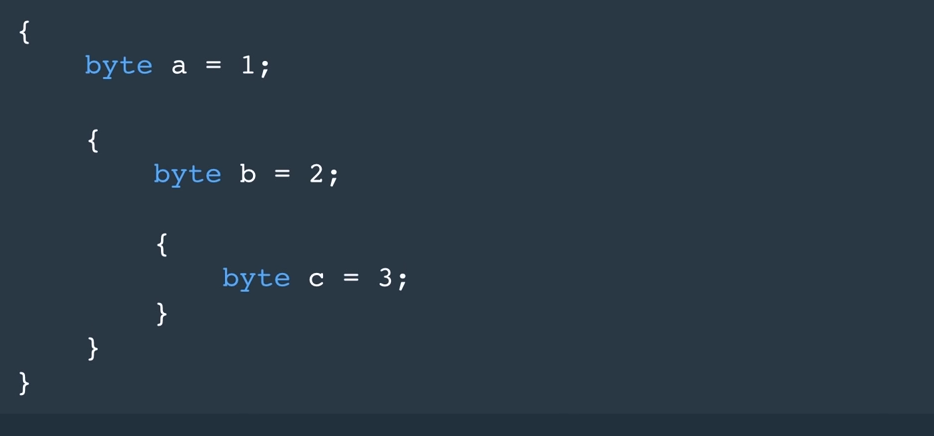 {
    byte a = 1;

    {
        byte b = 2;

        {
            byte c = 3;
        }
    }
}